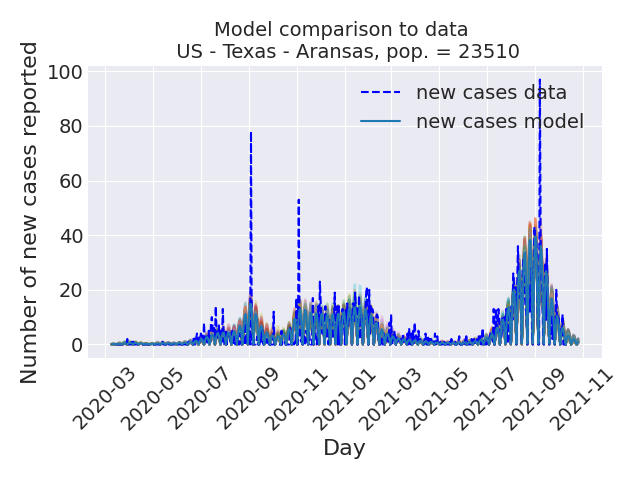 Model comparison to data
US - Texas - Aransas, pop. = 23510
Number of new cases reported
100
80
60
40
20
0
new cases data
new cases model
2020-03
2020-05
2020-07
2020-09
2020-11
2021-01
2021-03
2021-05
2021-07
2021-09
2021-11
Day